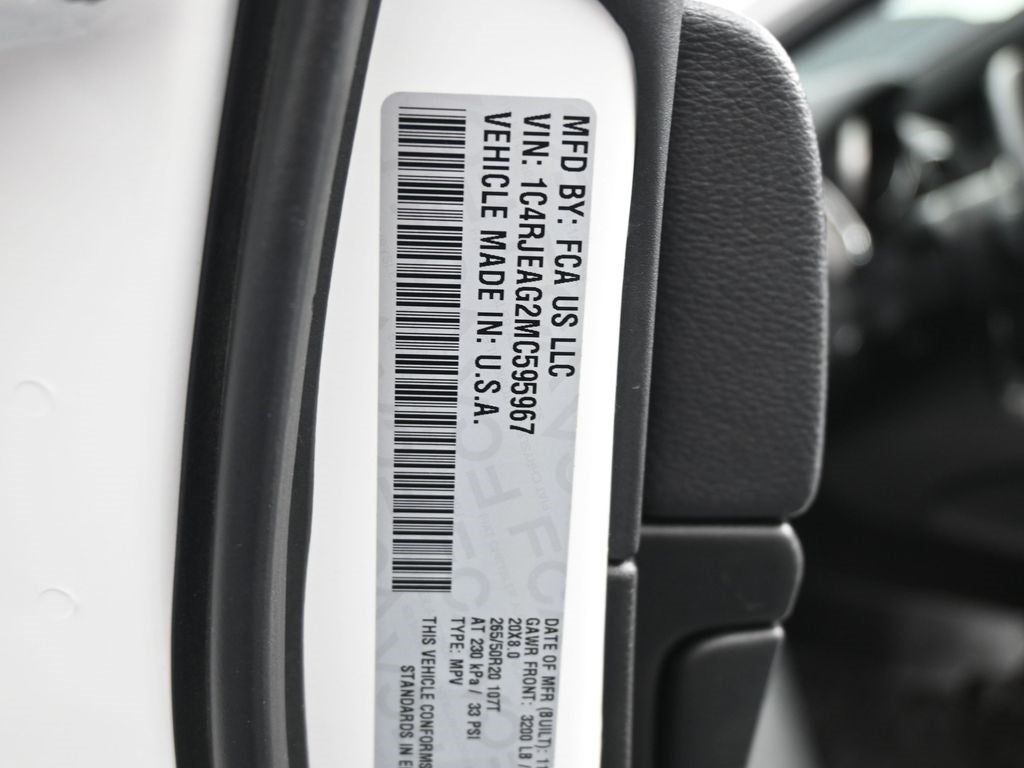 MFD BY: FCA US LLC
VIN: 1C4RJEAG2MC595967
VEHICLE MADE IN: U.S.A.
DATE OF MFR (BUILT): 11
GAWR FRONT: 3200 LB /
20X8.0
265/50R20 107T
AT 230 kPa / 33 PSI
TYPE: MPV
THIS VEHICLE CONFORMS
STANDARDS IN